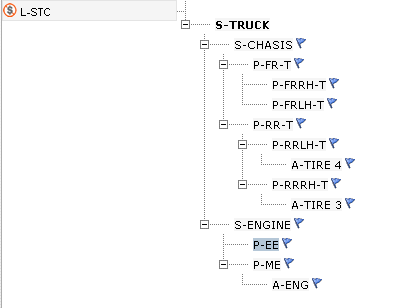 L-STC
S-TRUCK
S-CHASIS
P-FR-T
P-FRRH-T
P-FRLH-T
P-RR-T
P-RRLH-T
A-TIRE 4
P-RRRH-T
A-TIRE 3
S-ENGINE
P-EE
P-ME
A-ENG